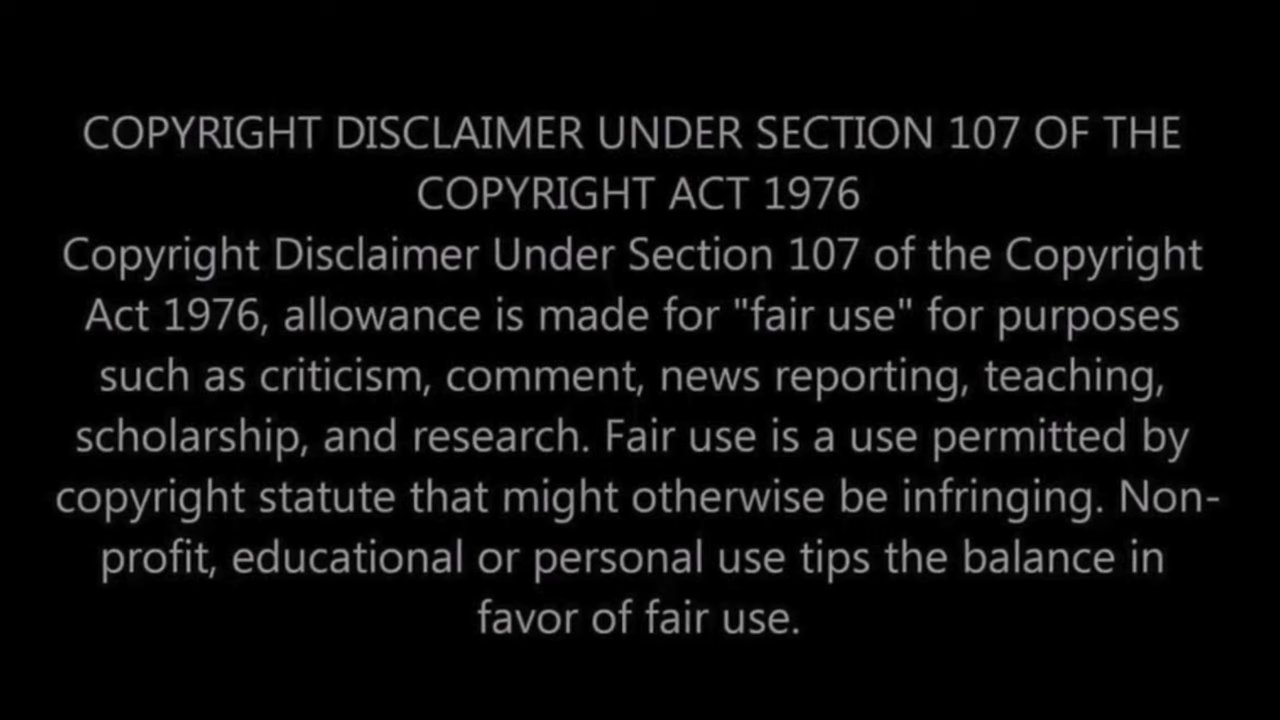 COPYRIGHT DISCLAIMER UNDER SECTION 107 OF THE
COPYRIGHT ACT 1976
Copyright Disclaimer Under Section 107 of the Copyright
Act 1976, allowance is made for "fair use" for purposes
such as criticism, comment, news reporting, teaching,
scholarship, and research. Fair use is a use permitted by
copyright statute that might otherwise be infringing. Non-
profit, educational or personal use tips the balance in
favor of fair use.